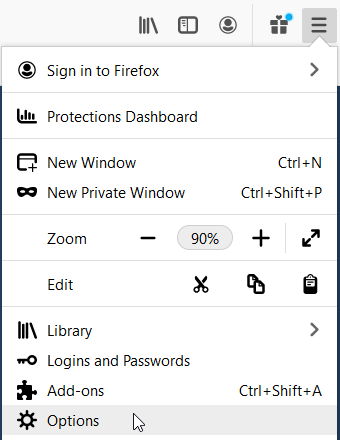 Sign in to Firefox
Protections Dashboard
New Window Ctrl+N
New Private Window Ctrl+Shift+P
Zoom 90%
Edit
Library
Logins and Passwords
Add-ons Ctrl+Shift+A
Options